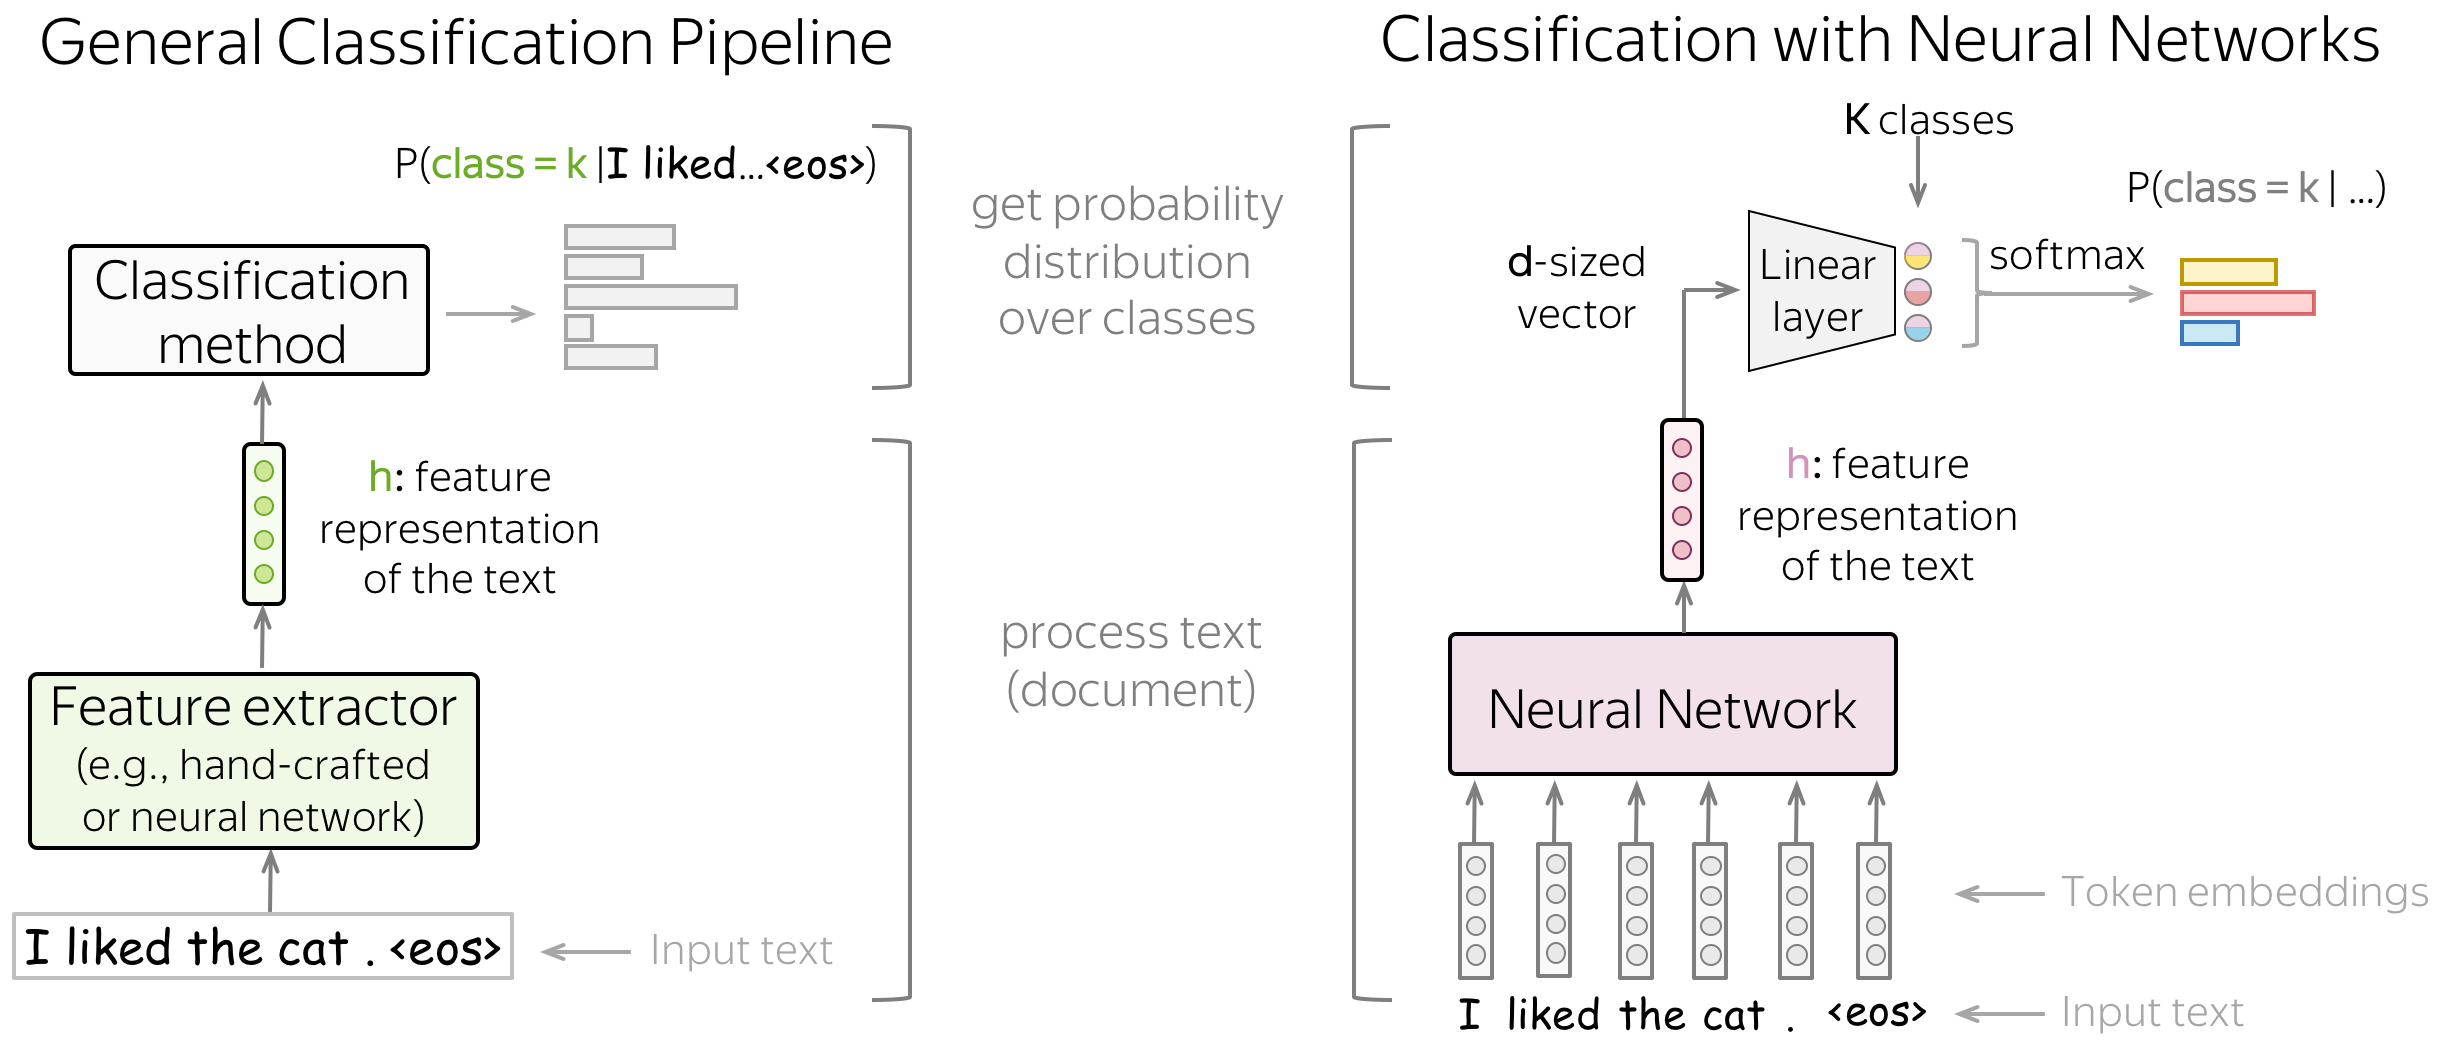 General Classification Pipeline
P(class = k |I liked...<eos>)
Classification
method
h: feature
representation
of the text
Feature extractor
(e.g., hand-crafted
or neural network)
I liked the cat . <eos>
Input text
get probability
distribution
over classes
process text
(document)
Classification with Neural Networks
K classes
P(class = k | ...)
d-sized
vector
Linear
layer
softmax
h: feature
representation
of the text
Neural Network
Token embeddings
I liked the cat . <eos>
Input text